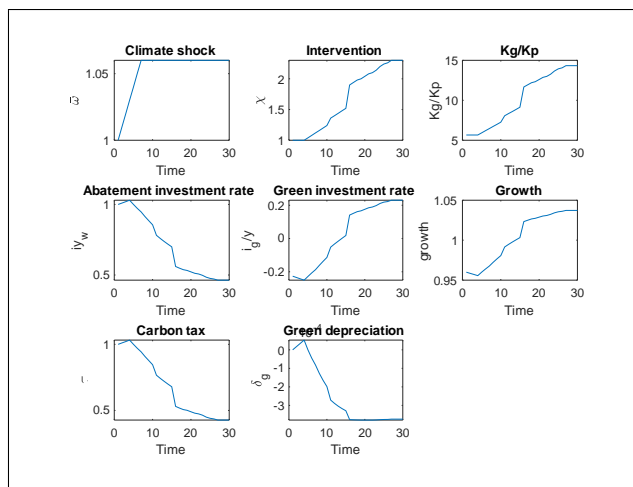 Climate shock
Intervention
Kg/Kp
1.05
1
ω̄
0 10 20 30
Time
2
1.5
1
χ
0 10 20 30
Time
15
10
5
Kg/Kp
0 10 20 30
Time
Abatement investment rate
Green investment rate
Growth
1
0.5
iy_w
0 10 20 30
Time
0.2
0
-0.2
i_g/y
0 10 20 30
Time
1.05
1
0.95
growth
0 10 20 30
Time
Carbon tax
Green depreciation
1
0.5
0 10 20 30
Time
0
-1
-2
-3
δ_g
0 10 20 30
Time